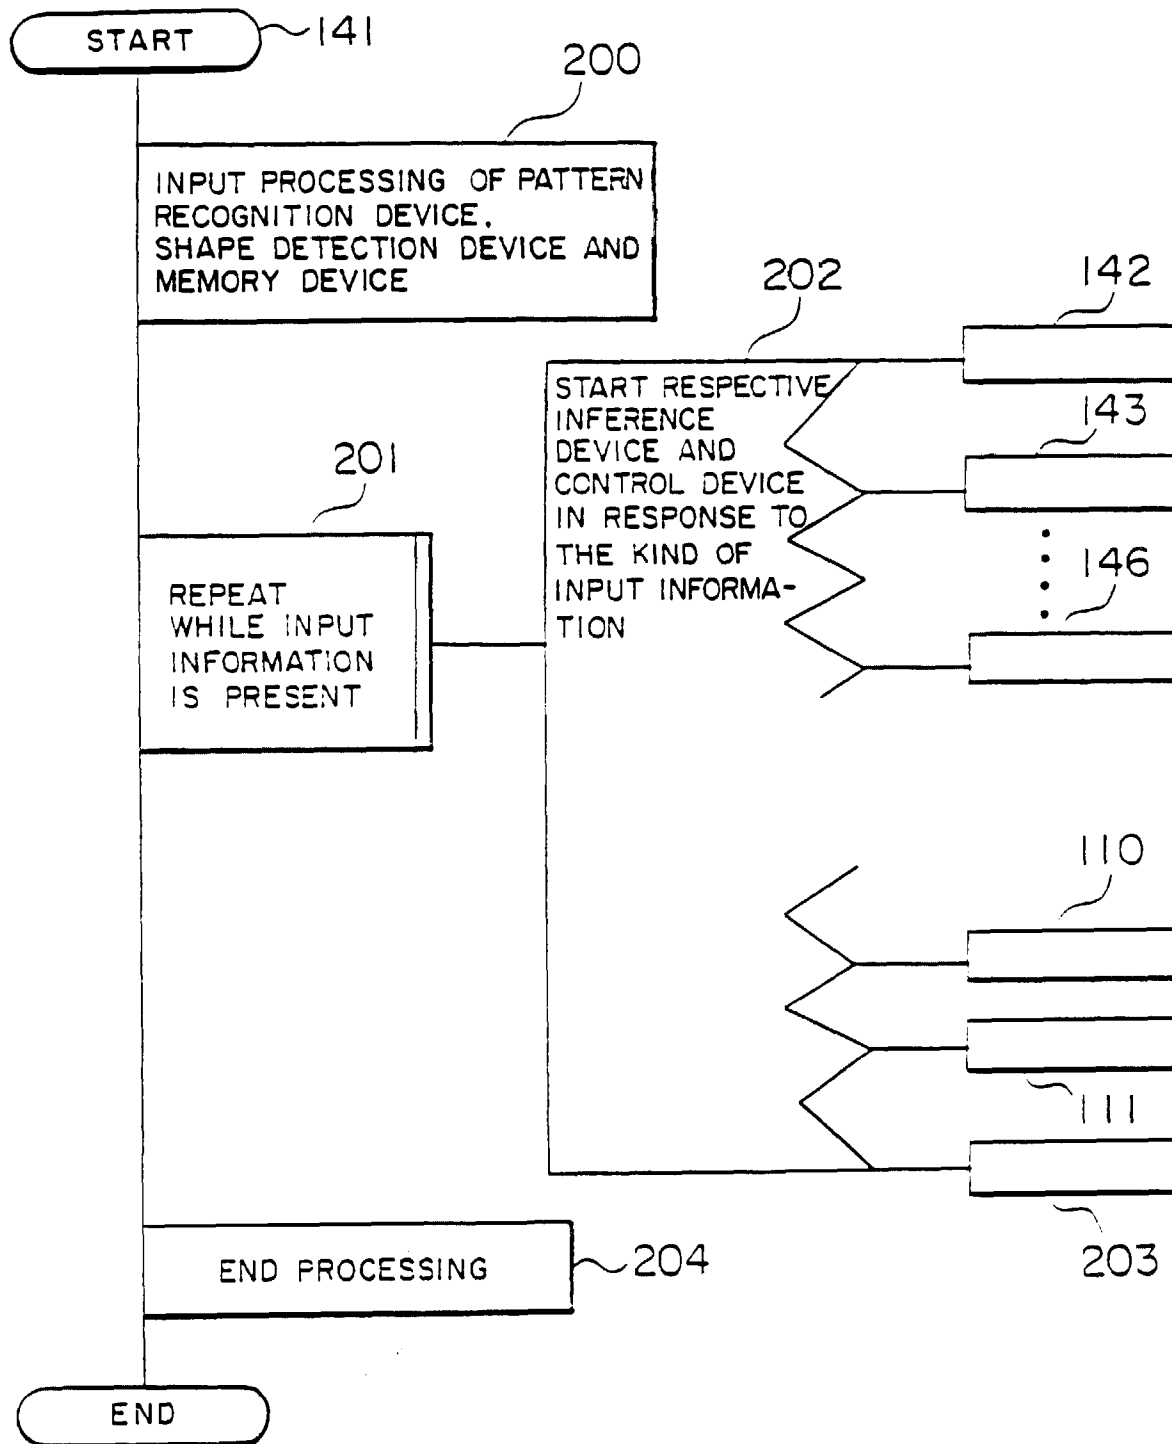 START
141
200
INPUT PROCESSING OF PATTERN
RECOGNITION DEVICE.
SHAPE DETECTION DEVICE AND
MEMORY DEVICE
202
142
START RESPECTIVE
INFERENCE
DEVICE AND
CONTROL DEVICE
IN RESPONSE TO
THE KIND OF
INPUT INFORMA-
TION
143
201
146
REPEAT
WHILE INPUT
INFORMATION
IS PRESENT
110
111
203
END PROCESSING
204
END